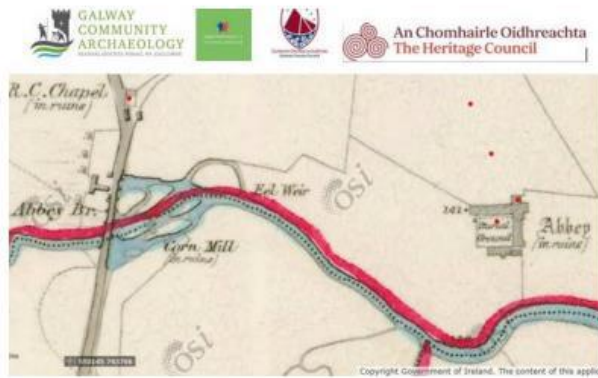 GALWAY
COMMUNITY
ARCHAEOLOGY
An Chomhairle Oidhreachta
The Heritage Council
R.C. Chapel
(in ruins)
Eel Weir
OSi
Abbey Br.
Corn Mill
(in ruins)
Burial
Ground
Abbey
(in ruins)
OSi
Copyright Government of Ireland. The content of this applic